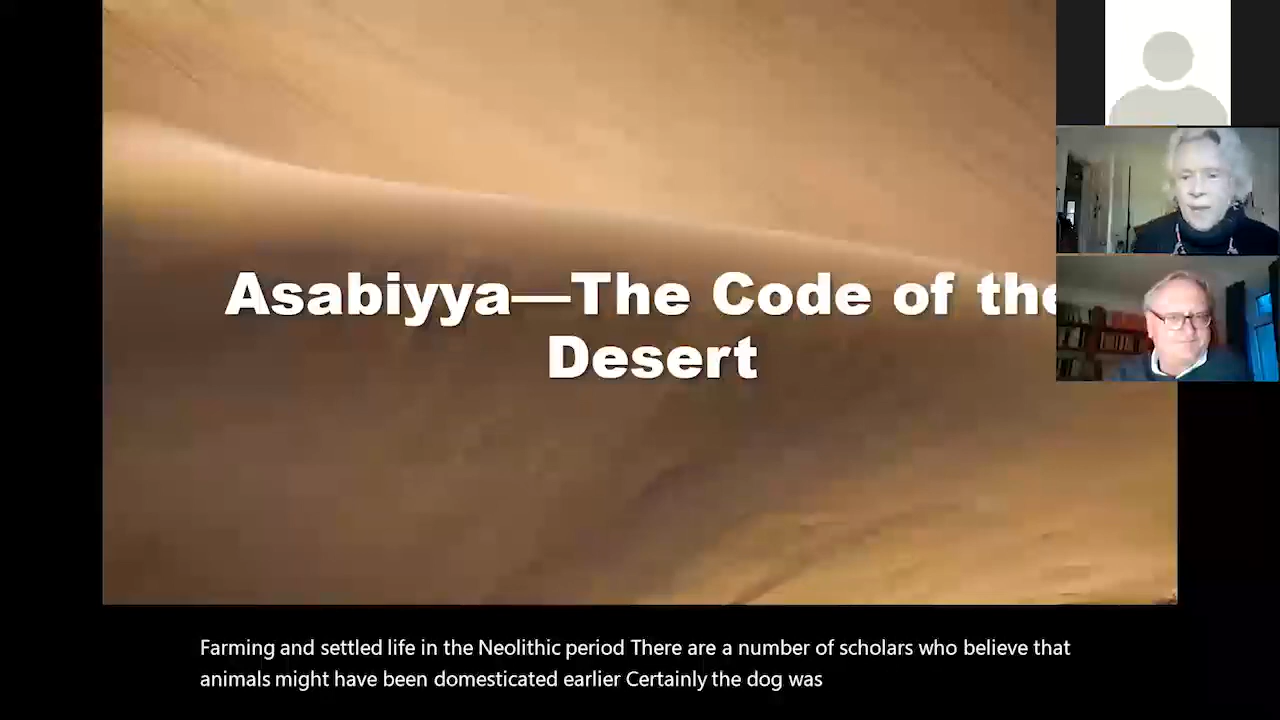 Asabiyya—The Code of the
Desert
Farming and settled life in the Neolithic period There are a number of scholars who believe that
animals might have been domesticated earlier Certainly the dog was